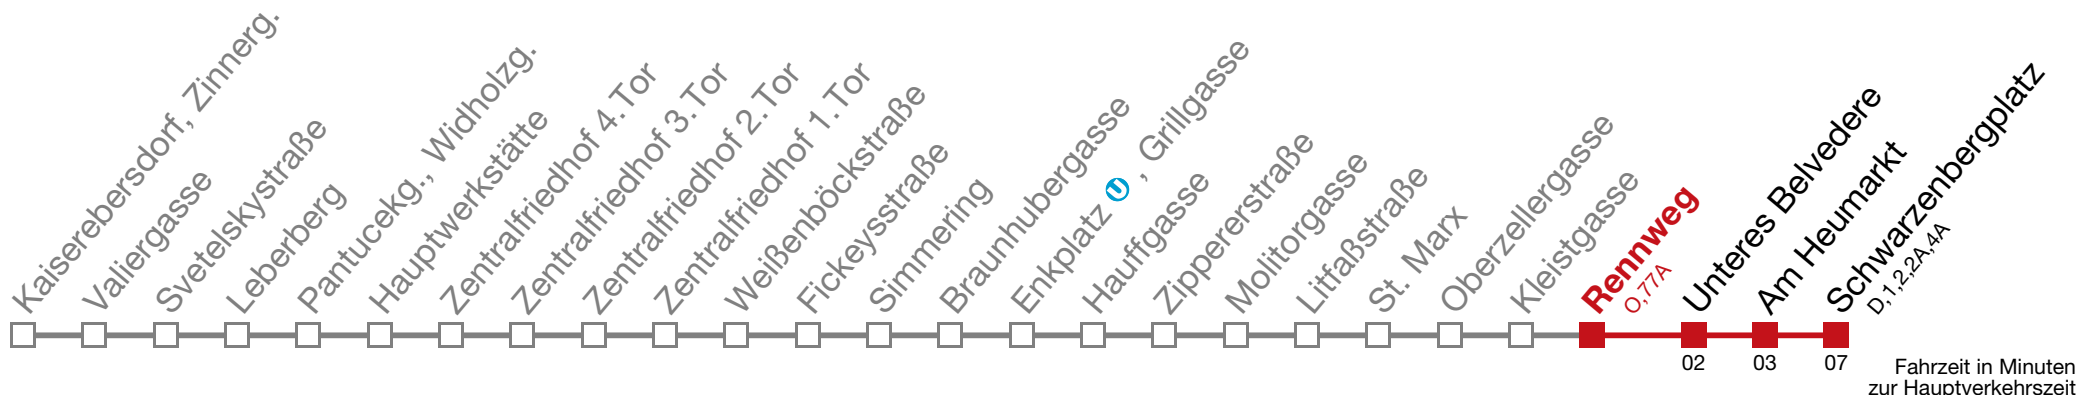 Kaiserebersdorf, Zinnerg.
Valiergasse
Svetelskystraße
Leberberg
Pantucekg., Widholzg.
Hauptwerkstätte
Zentralfriedhof 4.Tor
Zentralfriedhof 3.Tor
Zentralfriedhof 2.Tor
Zentralfriedhof 1.Tor
Weißenböckstraße
Fickeysstraße
Simmering
Braunhubergasse
Enkplatz U , Grillgasse
Hauffgasse
Zippererstraße
Molitorgasse
Litfaßstraße
St. Marx
Oberzellergasse
Kleistgasse
Rennweg
O,77A
Unteres Belvedere
Am Heumarkt
Schwarzenbergplatz
D,1,2,2A,4A
02
03
07
Fahrzeit in Minuten
zur Hauptverkehrszeit